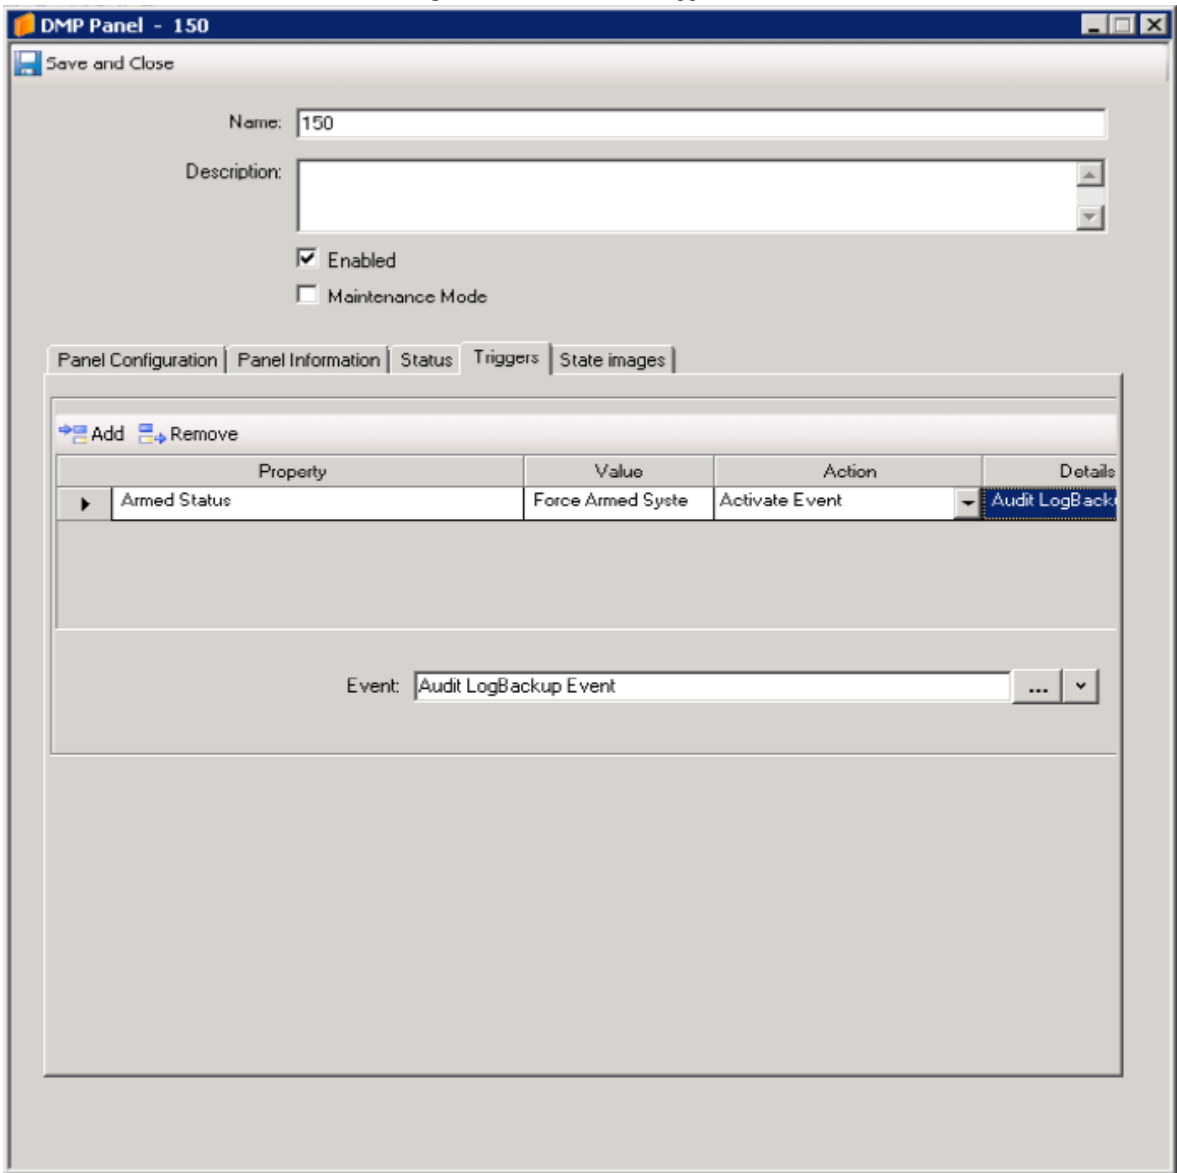 DMP Panel - 150
Save and Close
Name: 150
Description:
Enabled
Maintenance Mode
Panel Configuration Panel Information Status Triggers State images
Add Remove
Property Value Action Details
Armed Status Force Armed Syste Activate Event Audit LogBack
Event: Audit LogBackup Event ...